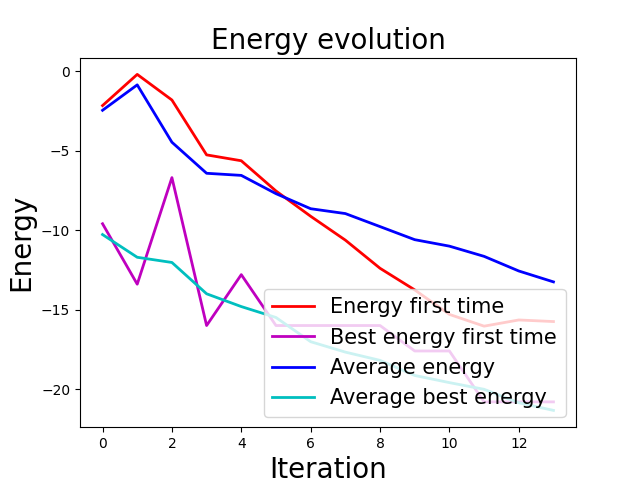 Energy evolution
Energy
0
−5
−10
−15
−20
Energy first time
Best energy first time
Average energy
Average best energy
0 2 4 6 8 10 12
Iteration